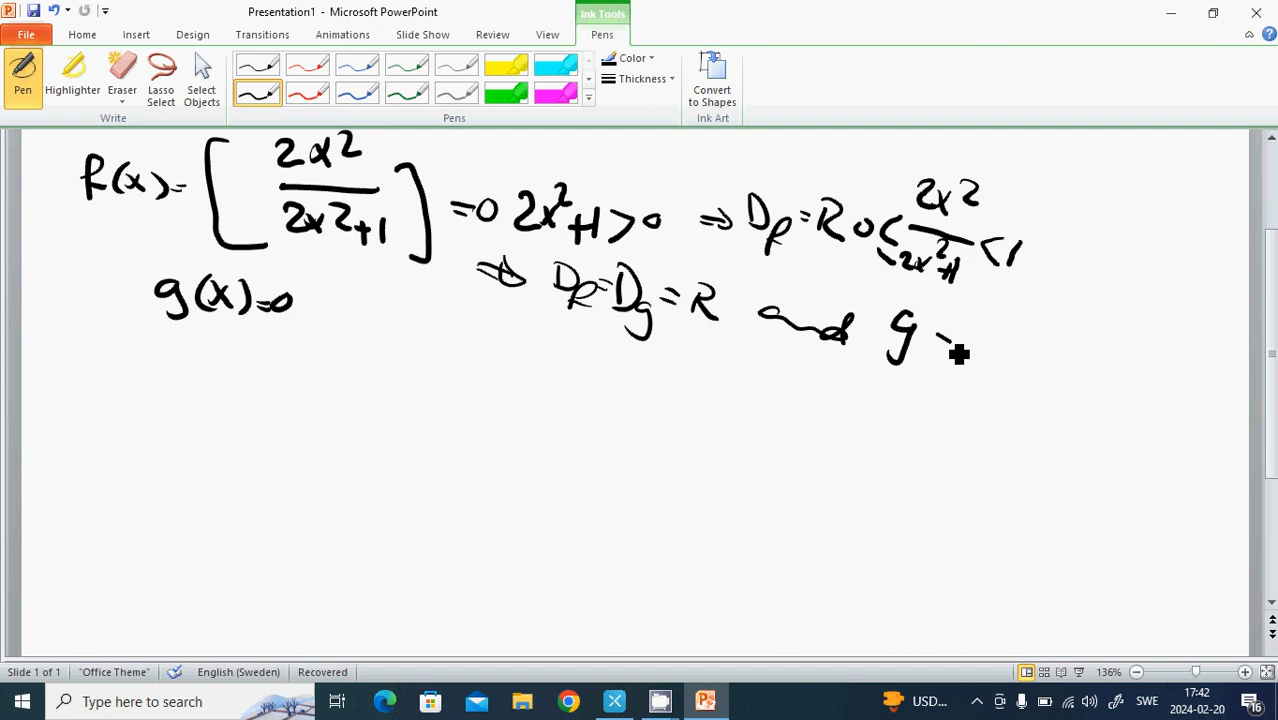 Presentation1 - Microsoft PowerPoint
Ink Tools
File Home Insert Design Transitions Animations Slide Show Review View Pens
Pen Highlighter Eraser Lasso Select Select Objects
Color
Thickness
Convert to Shapes
Write Pens Ink Art
f(x)= [ 2x2 / 2x2+1 ] =0 2x²+1>0 ⇒ Df=R 0≤ 2x2 / 2x²+1 <1
g(x)=0 ⇒ Df=Dg=R and g
Slide 1 of 1 "Office Theme" English (Sweden) Recovered 136%
Type here to search USD... SWE 17:42
2024-02-20 16